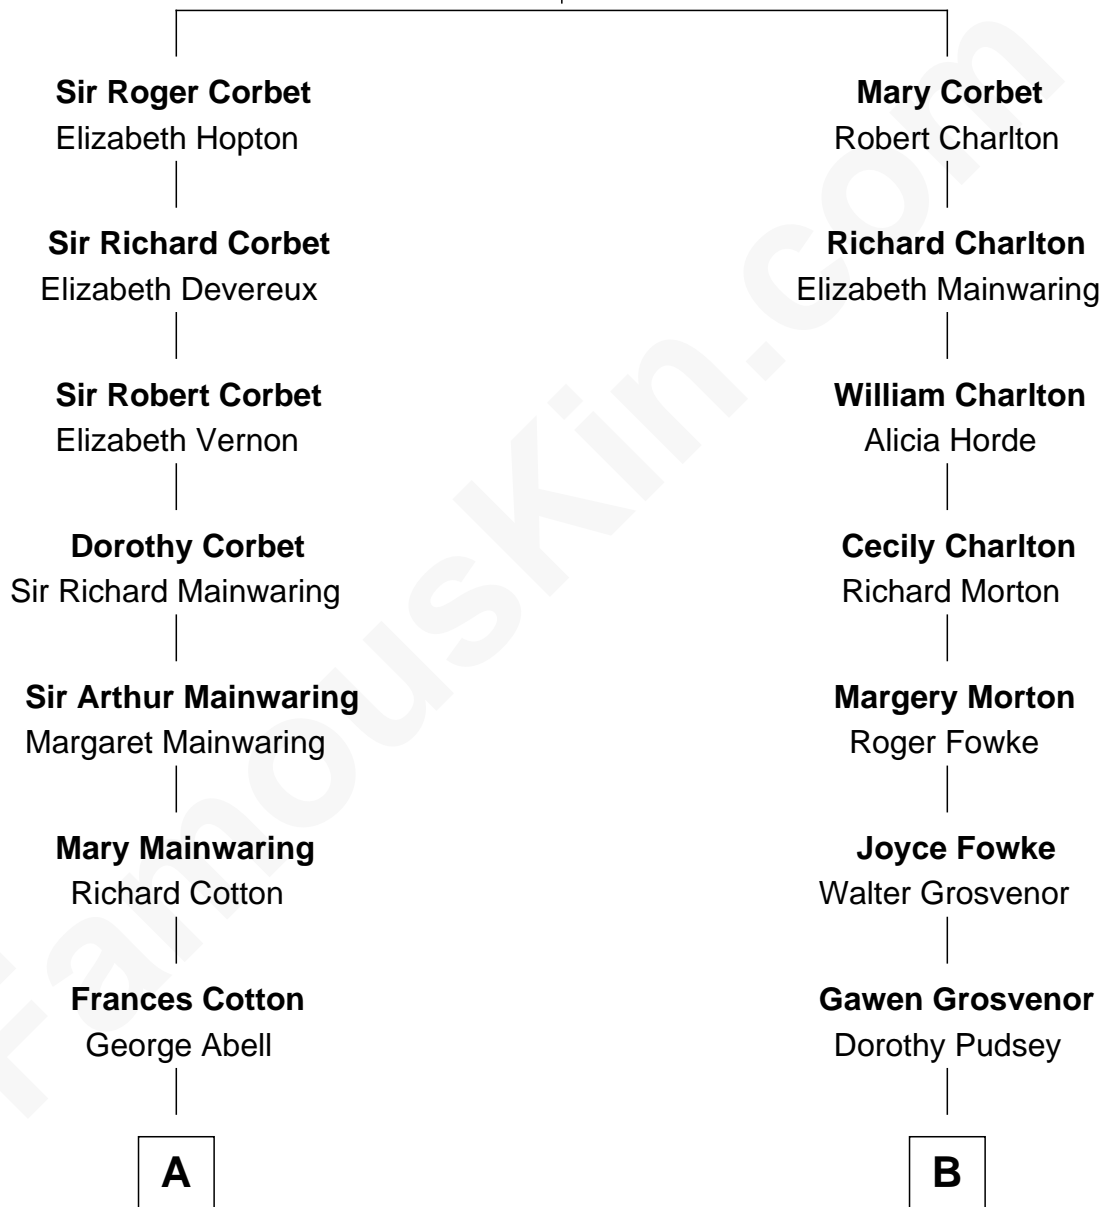 Sir Roger Corbet
Elizabeth Hopton
Sir Richard Corbet
Elizabeth Devereux
Sir Robert Corbet
Elizabeth Vernon
Dorothy Corbet
Sir Richard Mainwaring
Sir Arthur Mainwaring
Margaret Mainwaring
Mary Mainwaring
Richard Cotton
Frances Cotton
George Abell
A
Mary Corbet
Robert Charlton
Richard Charlton
Elizabeth Mainwaring
William Charlton
Alicia Horde
Cecily Charlton
Richard Morton
Margery Morton
Roger Fowke
Joyce Fowke
Walter Grosvenor
Gawen Grosvenor
Dorothy Pudsey
B
FamousKin.com